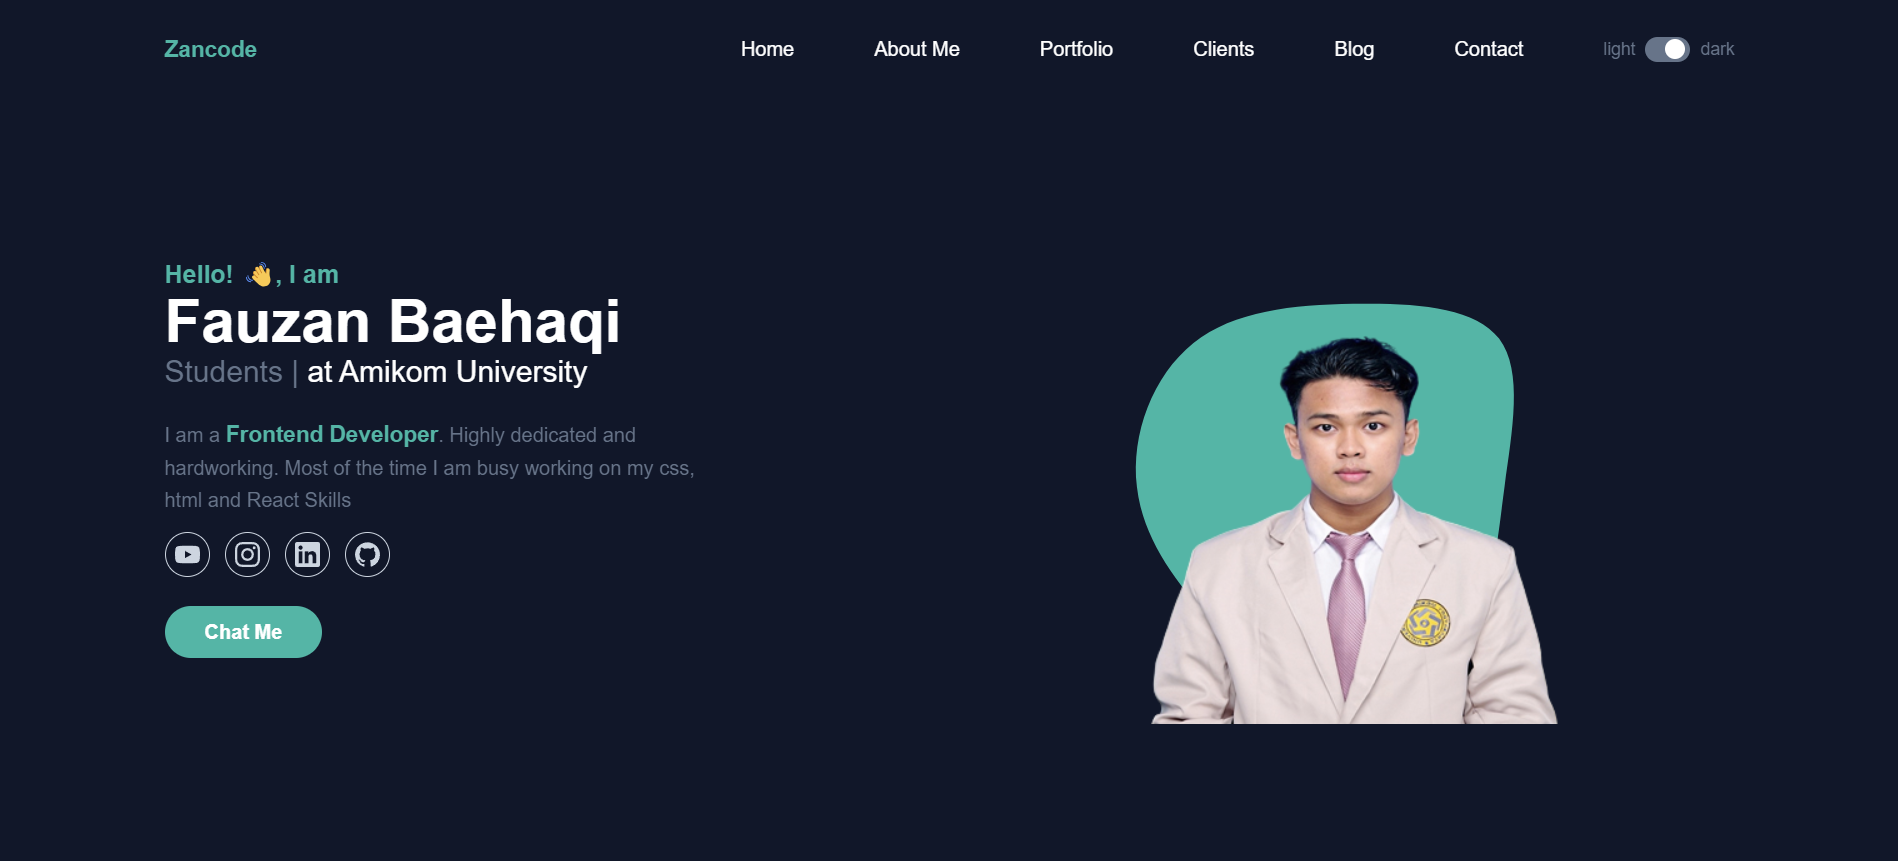 Zancode
Home About Me Portfolio Clients Blog Contact light dark
Hello! 👋, I am
Fauzan Baehaqi
Students | at Amikom University
I am a Frontend Developer. Highly dedicated and
hardworking. Most of the time I am busy working on my css,
html and React Skills
in
Chat Me